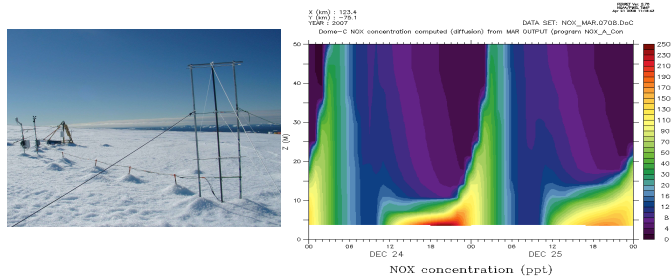 X (km) : 123.4
Y (km) : -75.1
YEAR : 2007
DATA SET: NOX_MAR.0708.DoC
Dome-C NOX concentration computed (diffusion) from MAR OUTPUT (program NOX_A_Con
Z (M)
50
40
30
20
10
0
00 06 12 18 00 06 12 18 00
DEC 24 DEC 25
NOX concentration (ppt)
250
230
210
190
170
150
130
110
90
70
50
30
20
16
12
8
4
0